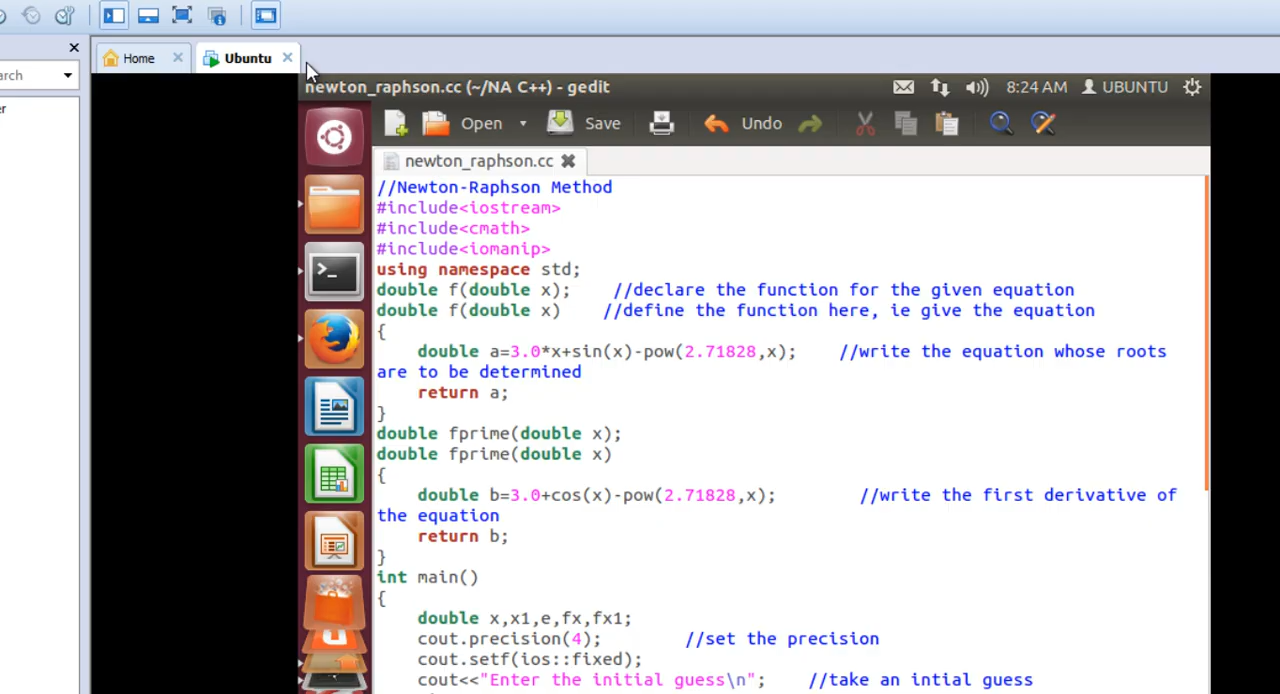 Home
Ubuntu
arch
er
newton_raphson.cc (~/NA C++) - gedit
8:24 AM
UBUNTU
Open
Save
Undo
newton_raphson.cc
//Newton-Raphson Method
#include<iostream>
#include<cmath>
#include<iomanip>
using namespace std;
double f(double x);    //declare the function for the given equation
double f(double x)    //define the function here, ie give the equation
{
    double a=3.0*x+sin(x)-pow(2.71828,x);    //write the equation whose roots
are to be determined
    return a;
}
double fprime(double x);
double fprime(double x)
{
    double b=3.0+cos(x)-pow(2.71828,x);        //write the first derivative of
the equation
    return b;
}
int main()
{
    double x,x1,e,fx,fx1;
    cout.precision(4);        //set the precision
    cout.setf(ios::fixed);
    cout<<"Enter the initial guess\n";    //take an intial guess